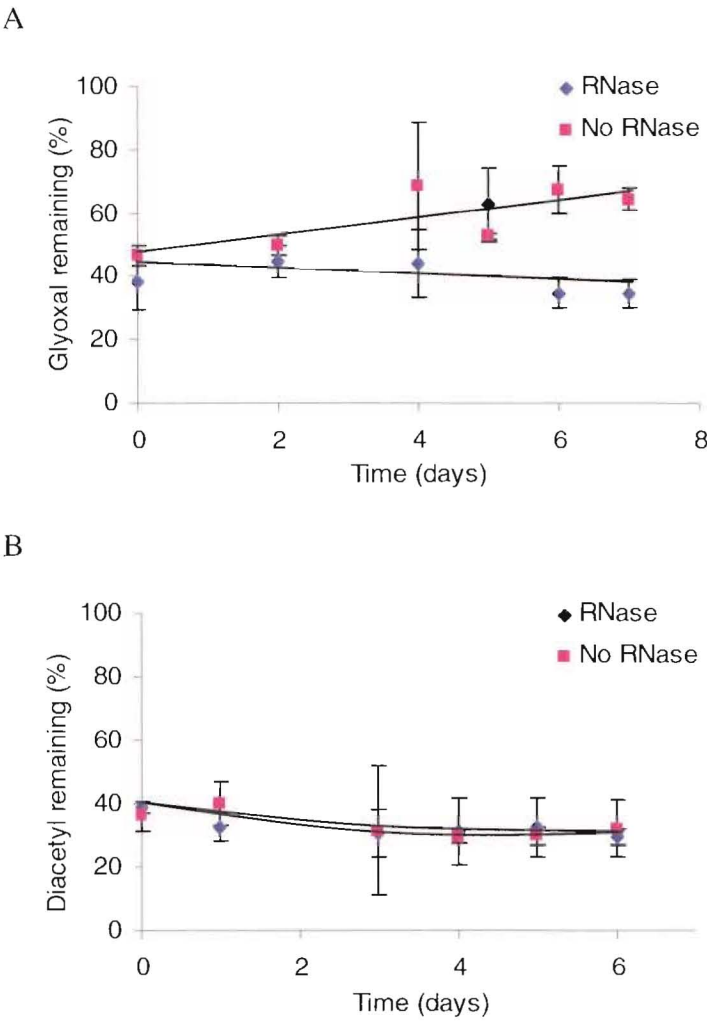 A
100
80
60
40
20
0
Glyoxal remaining (%)
RNase
No RNase
0 2 4 6 8
Time (days)
B
100
80
60
40
20
0
Diacetyl remaining (%)
RNase
No RNase
0 2 4 6
Time (days)